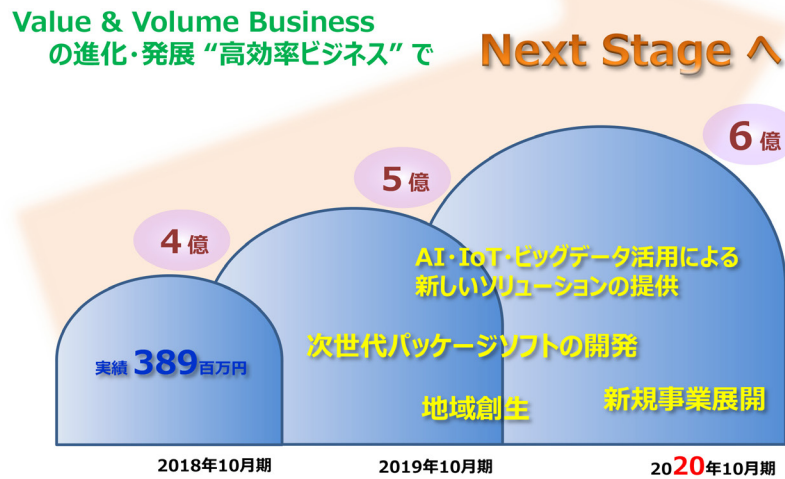 Value & Volume Business
の進化・発展 “高効率ビジネス” で
Next Stage へ
6 億
5 億
4 億
AI・IoT・ビッグデータ活用による
新しいソリューションの提供
次世代パッケージソフトの開発
実績 389百万円
新規事業展開
地域創生
2018年10月期
2019年10月期
2020年10月期